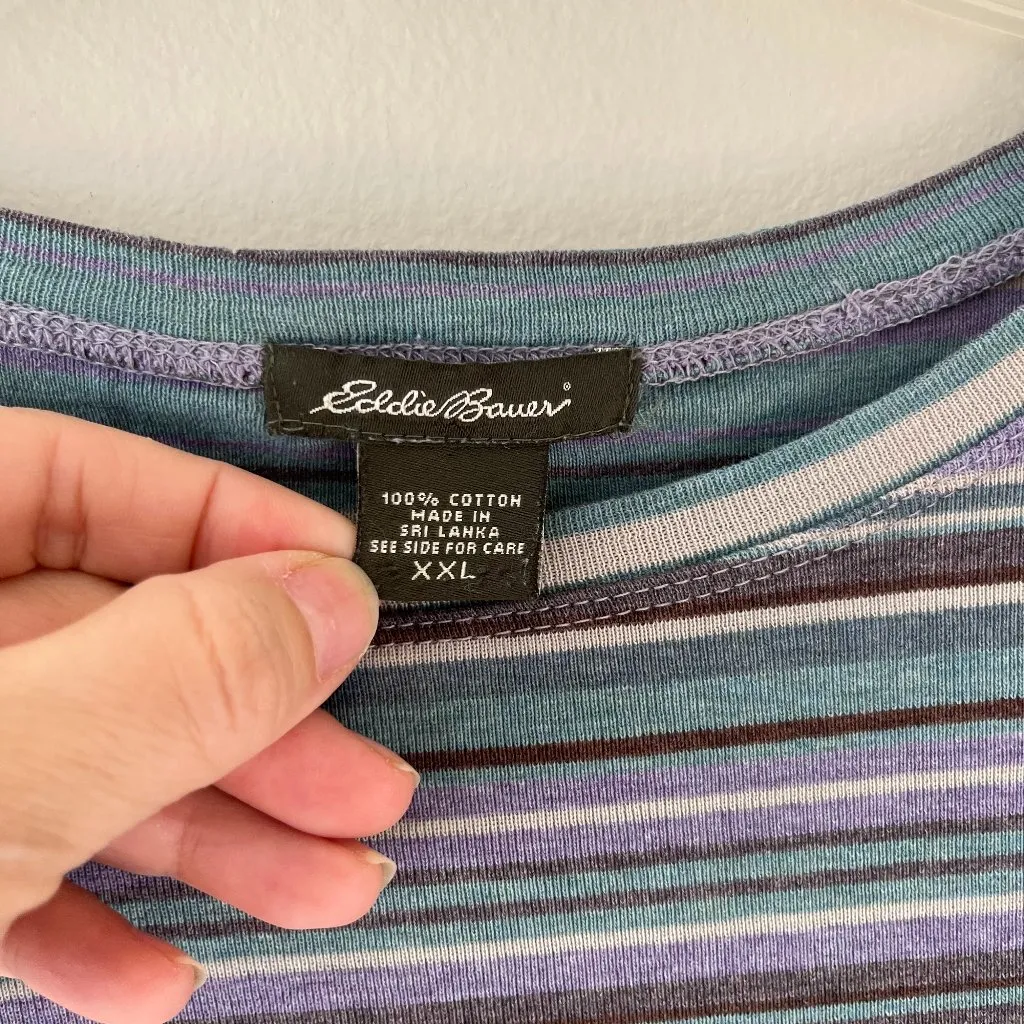 Eddie Bauer®
100% COTTON
MADE IN
SRI LANKA
SEE SIDE FOR CARE
XXL